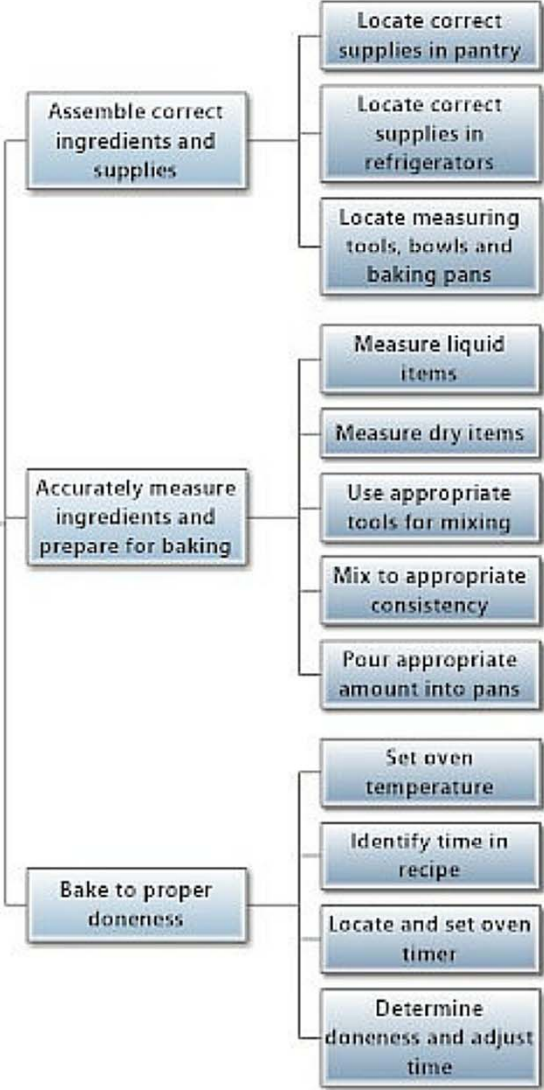 Assemble correct
ingredients and
supplies
Locate correct
supplies in pantry
Locate correct
supplies in
refrigerators
Locate measuring
tools, bowls and
baking pans
Accurately measure
ingredients and
prepare for baking
Measure liquid
items
Measure dry items
Use appropriate
tools for mixing
Mix to appropriate
consistency
Pour appropriate
amount into pans
Bake to proper
doneness
Set oven
temperature
Identify time in
recipe
Locate and set oven
timer
Determine
doneness and adjust
time